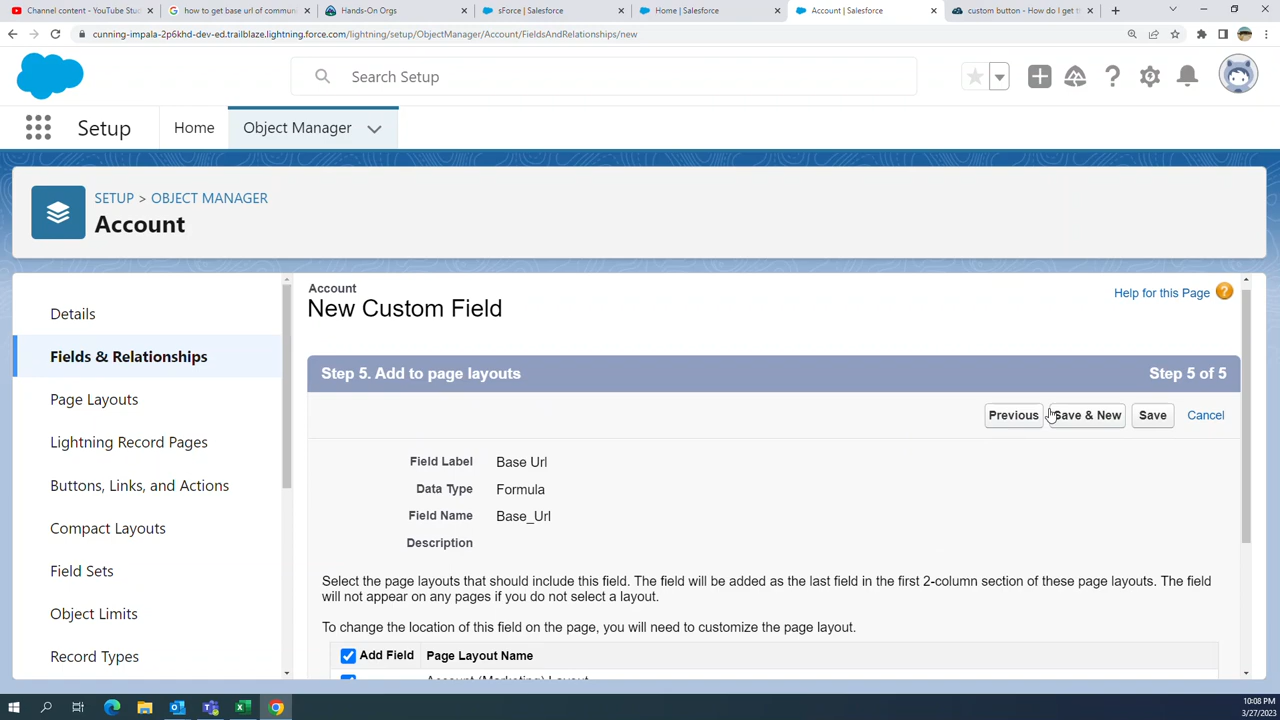 Channel content - YouTube Stu
how to get base url of commun
Hands-On Orgs
sForce | Salesforce
Home | Salesforce
Account | Salesforce
custom button - How do I get t
cunning-impala-2p6khd-dev-ed.trailblaze.lightning.force.com/lightning/setup/ObjectManager/Account/FieldsAndRelationships/new
Search Setup
Setup
Home
Object Manager
SETUP > OBJECT MANAGER
Account
Details
Fields & Relationships
Page Layouts
Lightning Record Pages
Buttons, Links, and Actions
Compact Layouts
Field Sets
Object Limits
Record Types
Account
New Custom Field
Help for this Page
Step 5. Add to page layouts
Step 5 of 5
Previous
Save & New
Save
Cancel
Field Label Base Url
Data Type Formula
Field Name Base_Url
Description
Select the page layouts that should include this field. The field will be added as the last field in the first 2-column section of these page layouts. The field
will not appear on any pages if you do not select a layout.
To change the location of this field on the page, you will need to customize the page layout.
Add Field Page Layout Name
Account (Marketing) Layout
10:08 PM
3/27/2023